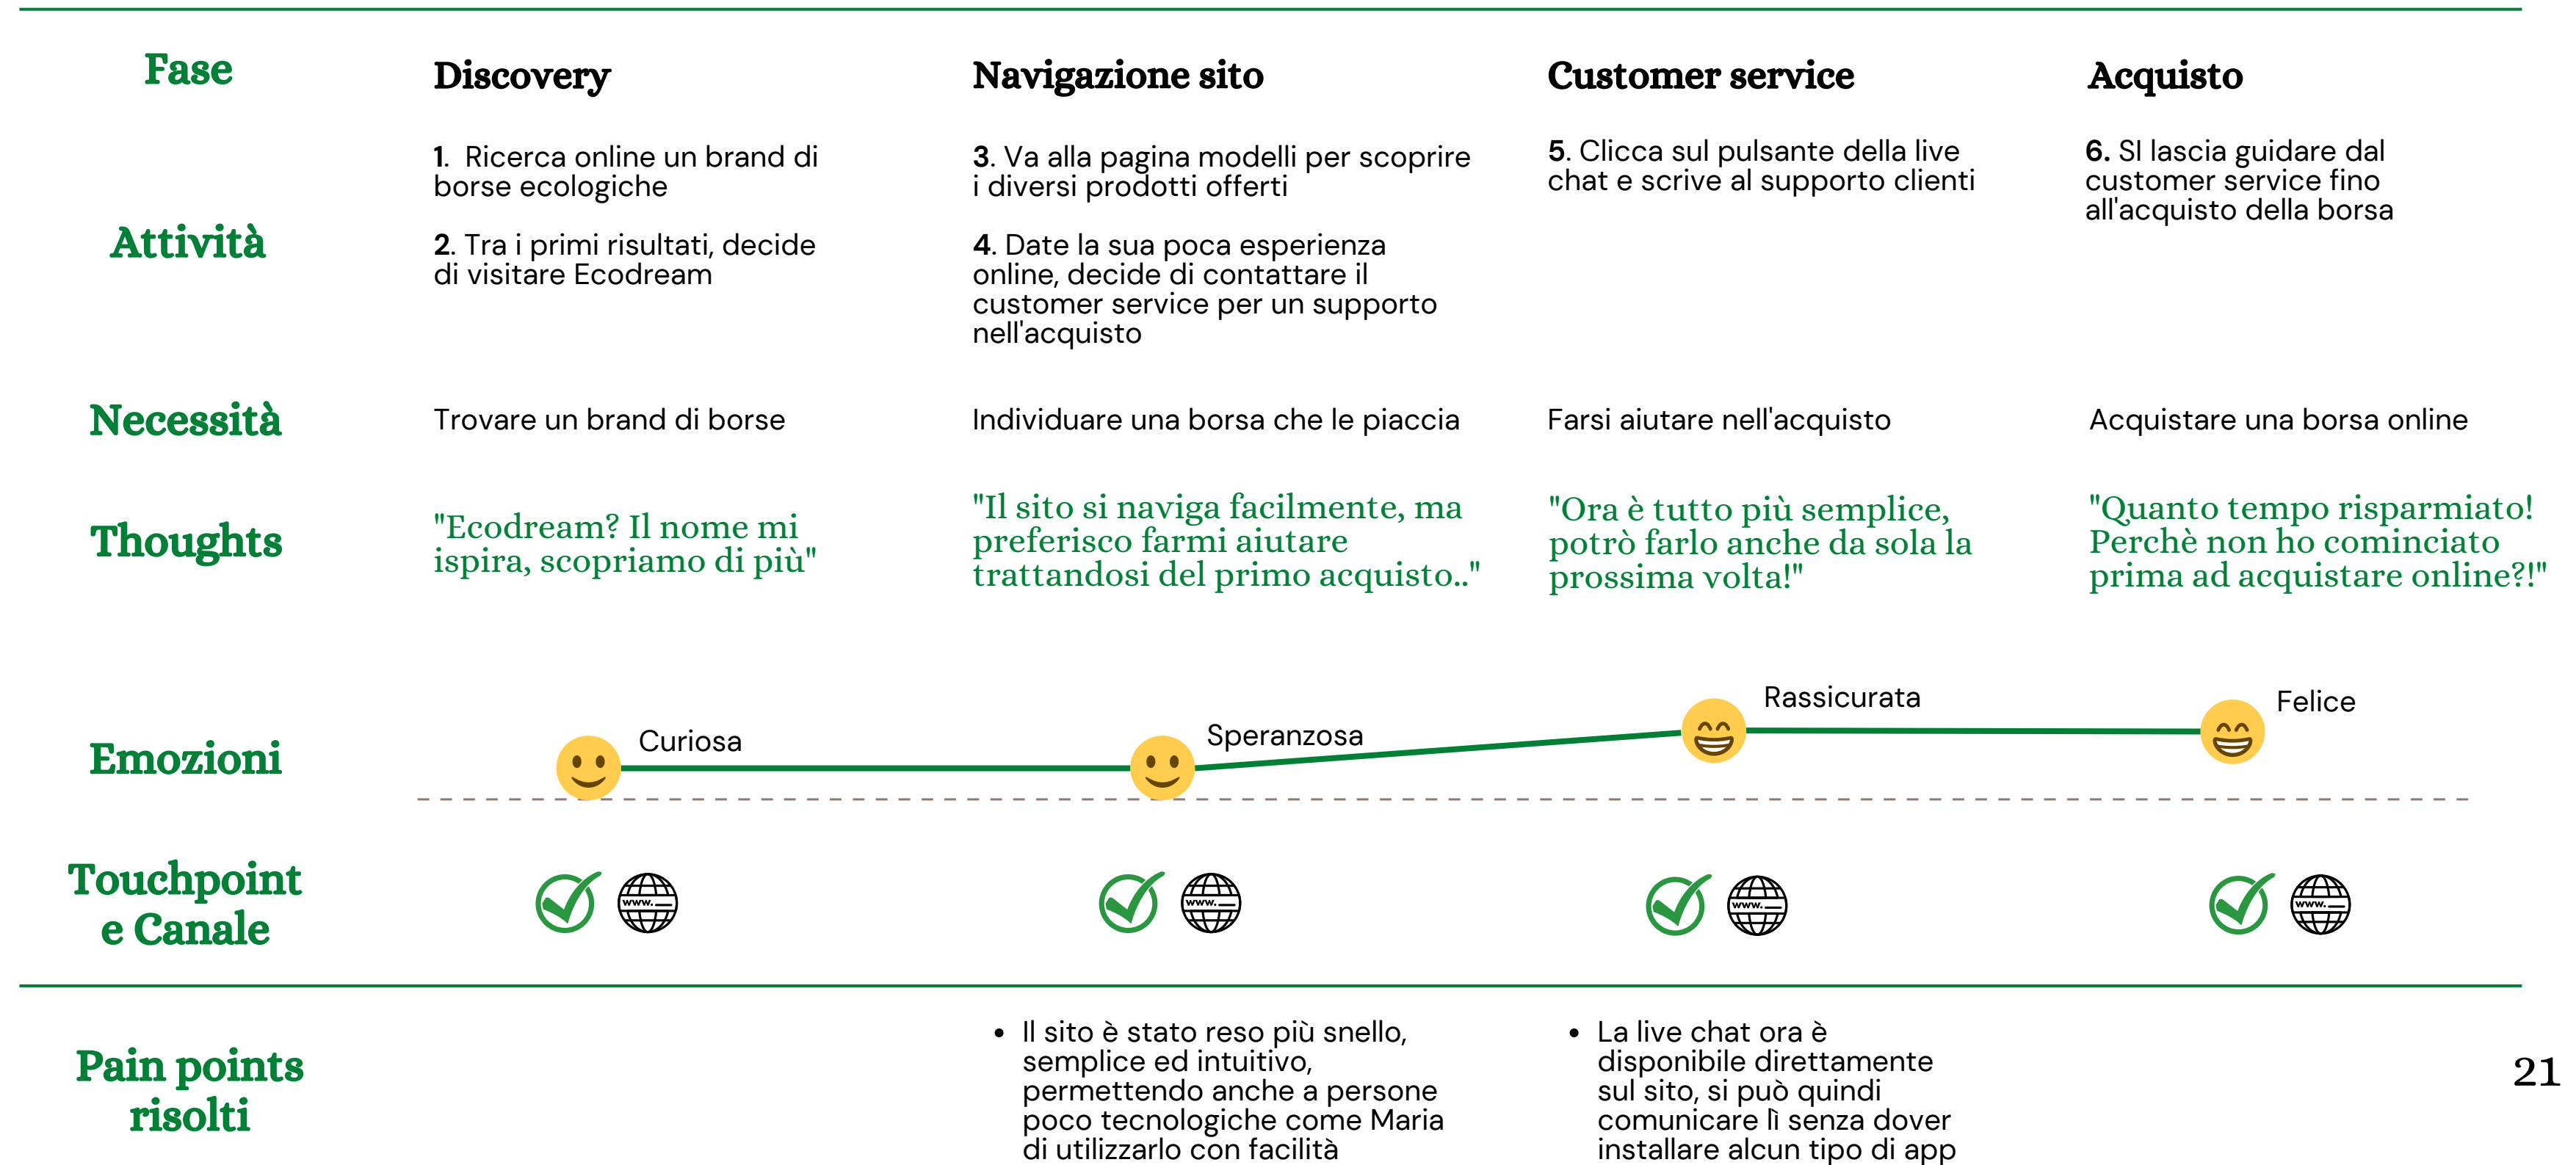 Fase
Discovery
Navigazione sito
Customer service
Acquisto
Attività
1. Ricerca online un brand di
borse ecologiche
2. Tra i primi risultati, decide
di visitare Ecodream
3. Va alla pagina modelli per scoprire
i diversi prodotti offerti
4. Date la sua poca esperienza
online, decide di contattare il
customer service per un supporto
nell'acquisto
5. Clicca sul pulsante della live
chat e scrive al supporto clienti
6. SI lascia guidare dal
customer service fino
all'acquisto della borsa
Necessità
Trovare un brand di borse
Individuare una borsa che le piaccia
Farsi aiutare nell'acquisto
Acquistare una borsa online
Thoughts
"Ecodream? Il nome mi
ispira, scopriamo di più"
"Il sito si naviga facilmente, ma
preferisco farmi aiutare
trattandosi del primo acquisto.."
"Ora è tutto più semplice,
potrò farlo anche da sola la
prossima volta!"
"Quanto tempo risparmiato!
Perchè non ho cominciato
prima ad acquistare online?!"
Emozioni
Curiosa
Speranzosa
Rassicurata
Felice
Touchpoint
e Canale
www.
www.
www.
www.
Pain points
risolti
• Il sito è stato reso più snello,
semplice ed intuitivo,
permettendo anche a persone
poco tecnologiche come Maria
di utilizzarlo con facilità
• La live chat ora è
disponibile direttamente
sul sito, si può quindi
comunicare lì senza dover
installare alcun tipo di app
21